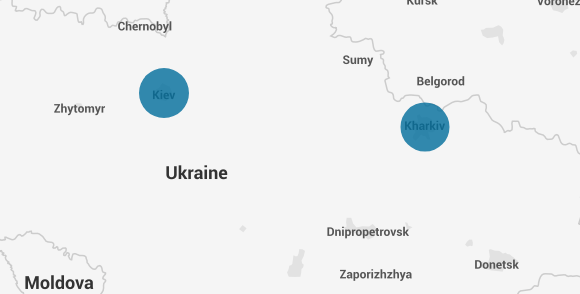 Kursk
Voronez
Chernobyl
Sumy
Belgorod
Kiev
Zhytomyr
Kharkiv
Ukraine
Dnipropetrovsk
Donetsk
Zaporizhzhya
Moldova